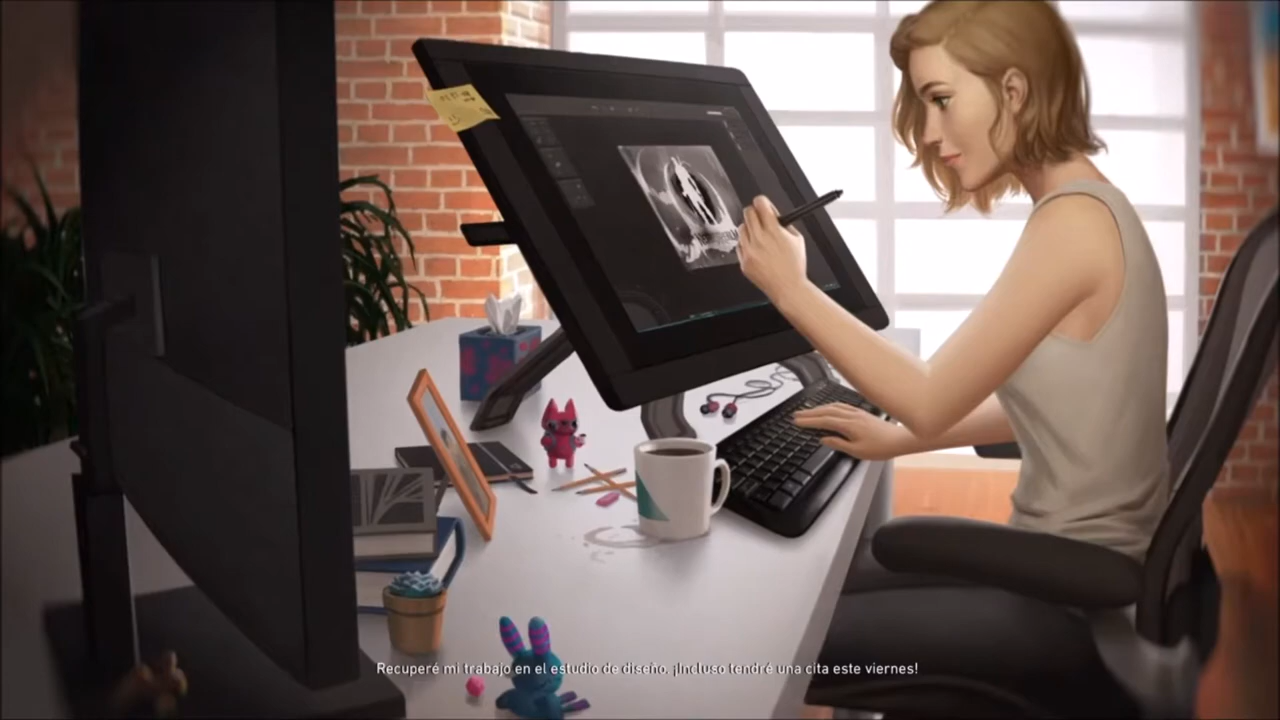 Recuperé mi trabajo en el estudio de diseño. ¡Incluso tendré una cita este viernes!